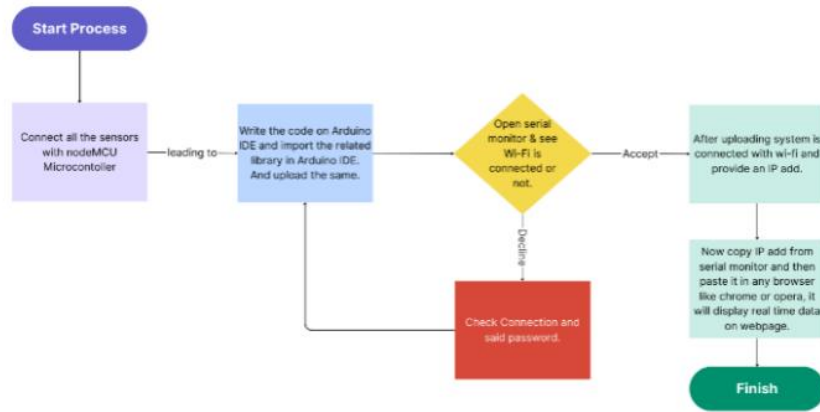 Start Process
Connect all the sensors
with nodeMCU
Microcontoller
leading to
Write the code on Arduino
IDE and import the related
library in Arduino IDE.
And upload the same.
Open serial
monitor & see
Wi-Fi is
connected or
not.
Accept
After uploading system is
connected with wi-fi and
provide an IP add.
Decline
Check Connection and
said password.
Now copy IP add from
serial monitor and then
paste it in any browser
like chrome or opera, it
will display real time data
on webpage.
Finish